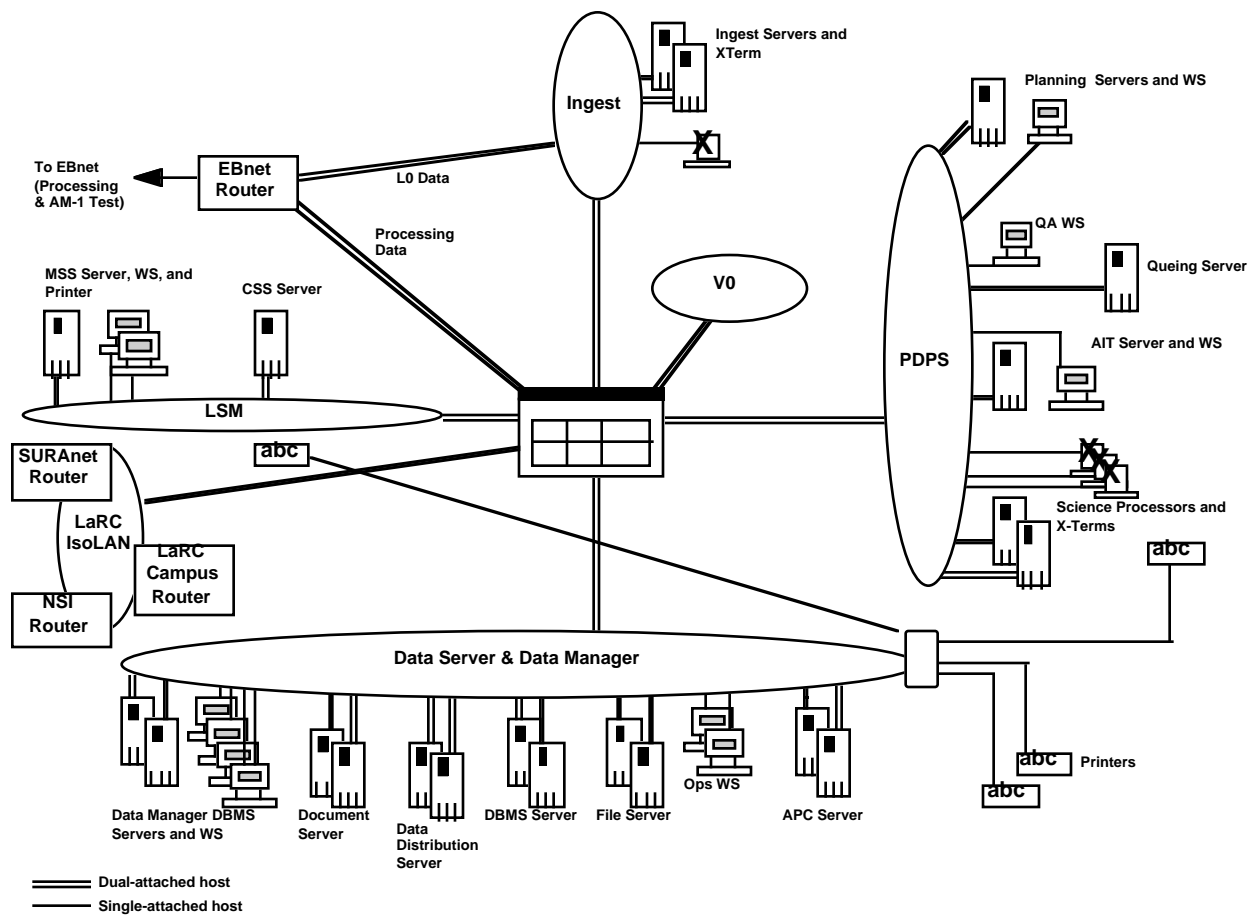 Ingest Servers and
XTerm
Ingest
X
Planning Servers and WS
To EBnet
(Processing
& AM-1 Test)
EBnet
Router
L0 Data
Processing
Data
QA WS
Queing Server
V0
MSS Server, WS, and
Printer
CSS Server
AIT Server and WS
PDPS
LSM
abc
SURAnet
Router
LaRC
IsoLAN
X
X
X
Science Processors and
X-Terms
LaRC
Campus
Router
NSI
Router
abc
Data Server & Data Manager
abc
Printers
abc
Ops WS
Data Manager DBMS
Servers and WS
Document
Server
Data
Distribution
Server
DBMS Server
File Server
APC Server
Dual-attached host
Single-attached host